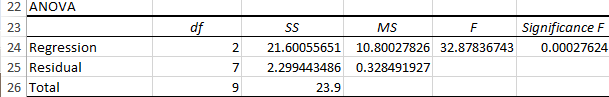 22 ANOVA
23 df SS MS F Significance F
24 Regression 2 21.60055651 10.80027826 32.87836743 0.00027624
25 Residual 7 2.299443486 0.328491927
26 Total 9 23.9